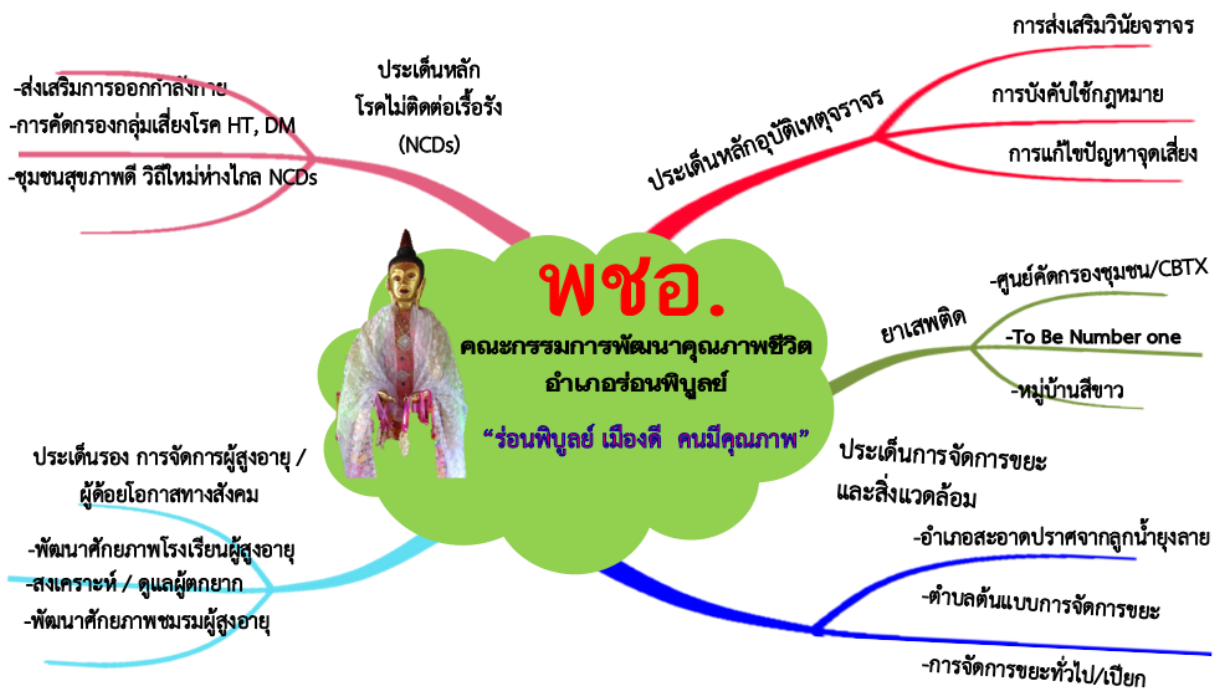 พชอ.
คณะกรรมการพัฒนาคุณภาพชีวิต
อำเภอร่อนพิบูลย์
“ร่อนพิบูลย์ เมืองดี คนมีคุณภาพ”
ประเด็นหลัก
โรคไม่ติดต่อเรื้อรัง
(NCDs)
-ส่งเสริมการออกกำลังกาย
-การคัดกรองกลุ่มเสี่ยงโรค HT, DM
-ชุมชนสุขภาพดี วิถีใหม่ห่างไกล NCDs
ประเด็นหลักอุบัติเหตุจราจร
การส่งเสริมวินัยจราจร
การบังคับใช้กฎหมาย
การแก้ไขปัญหาจุดเสี่ยง
ยาเสพติด
-ศูนย์คัดกรองชุมชน/CBTX
-To Be Number one
-หมู่บ้านสีขาว
ประเด็นรอง การจัดการผู้สูงอายุ /
ผู้ด้อยโอกาสทางสังคม
-พัฒนาศักยภาพโรงเรียนผู้สูงอายุ
-สงเคราะห์ / ดูแลผู้ตกยาก
-พัฒนาศักยภาพชมรมผู้สูงอายุ
ประเด็นการจัดการขยะ
และสิ่งแวดล้อม
-อำเภอสะอาดปราศจากลูกน้ำยุงลาย
-ตำบลต้นแบบการจัดการขยะ
-การจัดการขยะทั่วไป/เปียก